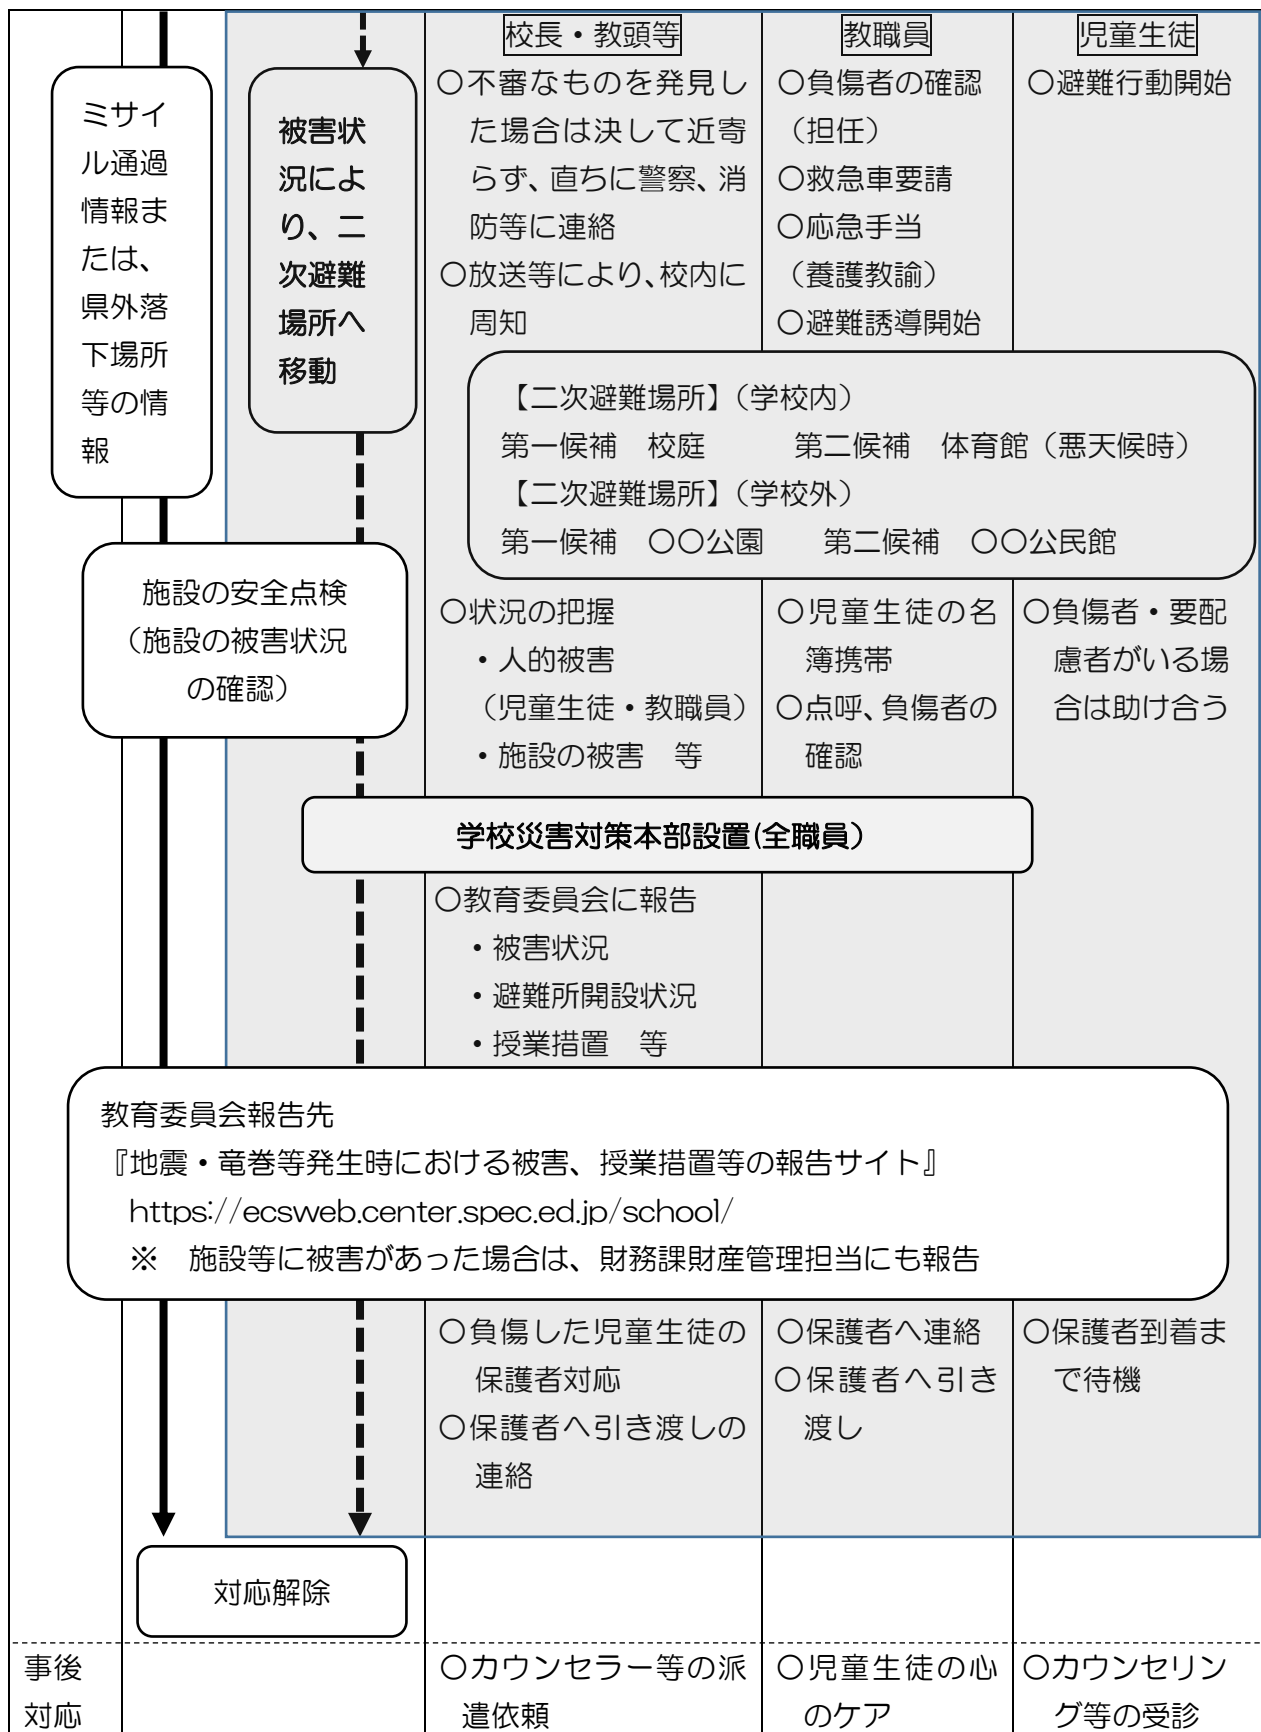 校長・教頭等
教職員
児童生徒
ミサイ
ル通過
情報ま
たは、
県外落
下場所
等の情
報
被害状
況によ
り、二
次避難
場所へ
移動
〇不審なものを発見し
た場合は決して近寄
らず、直ちに警察、消
防等に連絡
〇放送等により、校内に
周知
〇負傷者の確認
（担任）
〇救急車要請
〇応急手当
（養護教諭）
〇避難誘導開始
〇避難行動開始
【二次避難場所】（学校内）
第一候補　校庭　　　第二候補　体育館（悪天候時）
【二次避難場所】（学校外）
第一候補　〇〇公園　　第二候補　〇〇公民館
施設の安全点検
（施設の被害状況
の確認）
〇状況の把握
・人的被害
（児童生徒・教職員）
・施設の被害　等
〇児童生徒の名
簿携帯
〇点呼、負傷者の
確認
〇負傷者・要配
慮者がいる場
合は助け合う
学校災害対策本部設置(全職員）
〇教育委員会に報告
・被害状況
・避難所開設状況
・授業措置　等
教育委員会報告先
『地震・竜巻等発生時における被害、授業措置等の報告サイト』
https://ecsweb.center.spec.ed.jp/school/
※　施設等に被害があった場合は、財務課財産管理担当にも報告
〇負傷した児童生徒の
保護者対応
〇保護者へ引き渡しの
連絡
〇保護者へ連絡
〇保護者へ引き
渡し
〇保護者到着ま
で待機
対応解除
事後
対応
〇カウンセラー等の派
遣依頼
〇児童生徒の心
のケア
〇カウンセリン
グ等の受診